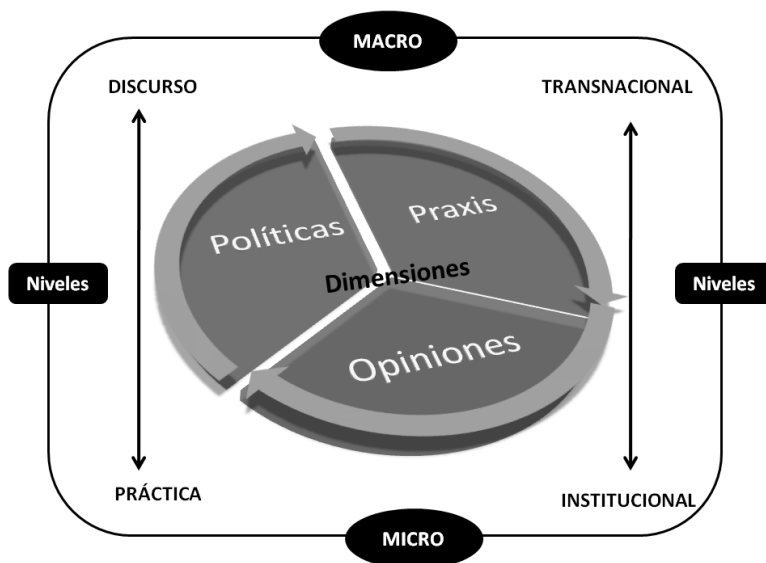 MACRO
DISCURSO
TRANSNACIONAL
Políticas
Praxis
Dimensiones
Niveles
Niveles
Opiniones
PRÁCTICA
INSTITUCIONAL
MICRO